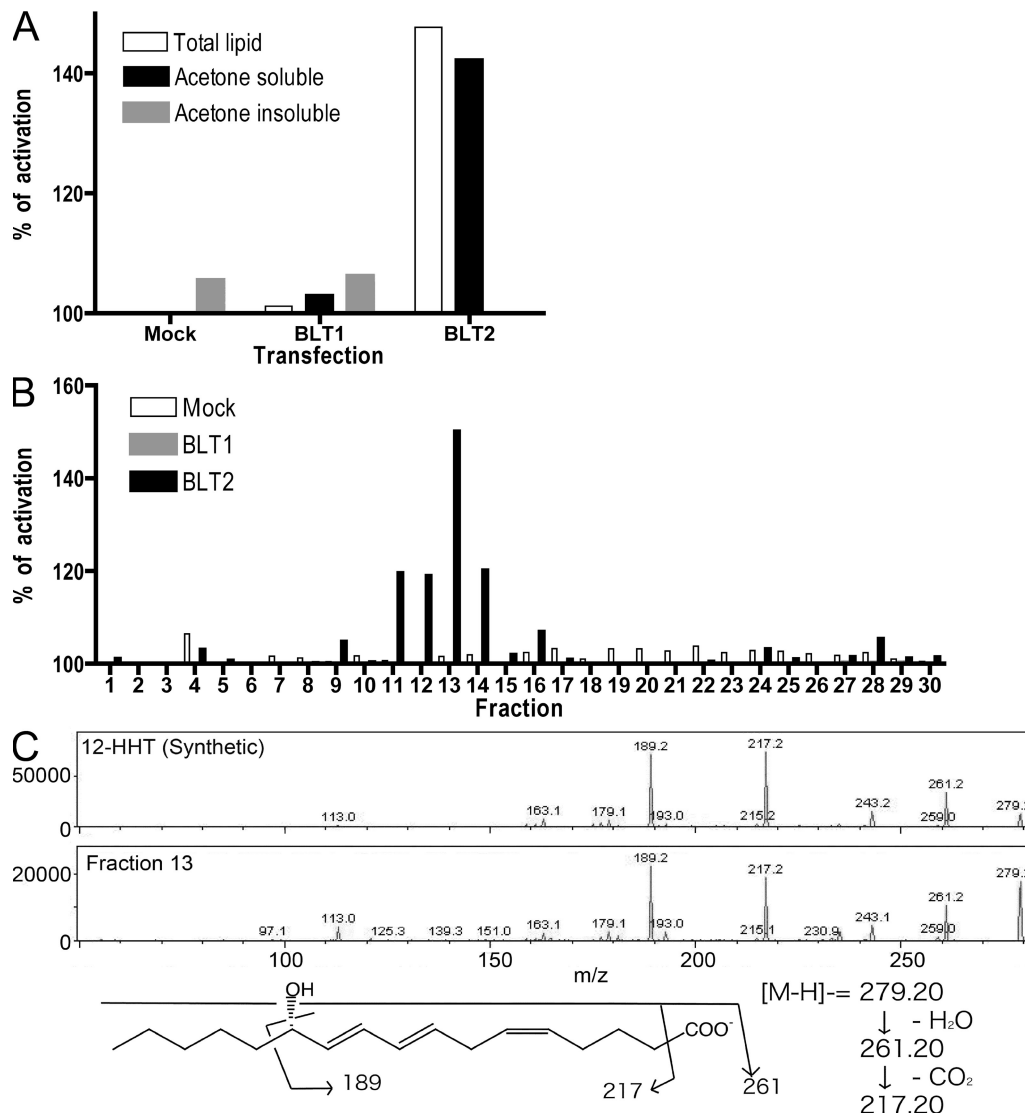 A
% of activation
140
120
100
Total lipid
Acetone soluble
Acetone insoluble
Mock BLT1 BLT2
Transfection
B
% of activation
160
140
120
100
Mock
BLT1
BLT2
1 2 3 4 5 6 7 8 9 10 11 12 13 14 15 16 17 18 19 20 21 22 23 24 25 26 27 28 29 30
Fraction
C
12-HHT (Synthetic)
50000
0
113.0 163.1 179.1 189.2 193.0 215.2 217.2 243.2 259.0 261.2
Fraction 13
20000
0
97.1 113.0 125.3 139.3 151.0 163.1 179.1 189.2 193.0 215.1 217.2 230.9 243.1 259.0 261.2
100 150 200 250
m/z
OH
COO-
189
217
261
[M-H]-= 279.20
↓ - H₂O
261.20
↓ - CO₂
217.20